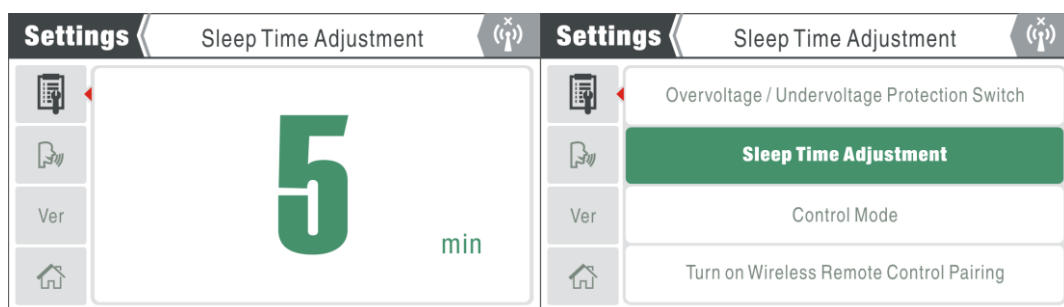 Settings
Sleep Time Adjustment
5
min
Ver
Settings
Sleep Time Adjustment
Overvoltage / Undervoltage Protection Switch
Sleep Time Adjustment
Ver
Control Mode
Turn on Wireless Remote Control Pairing